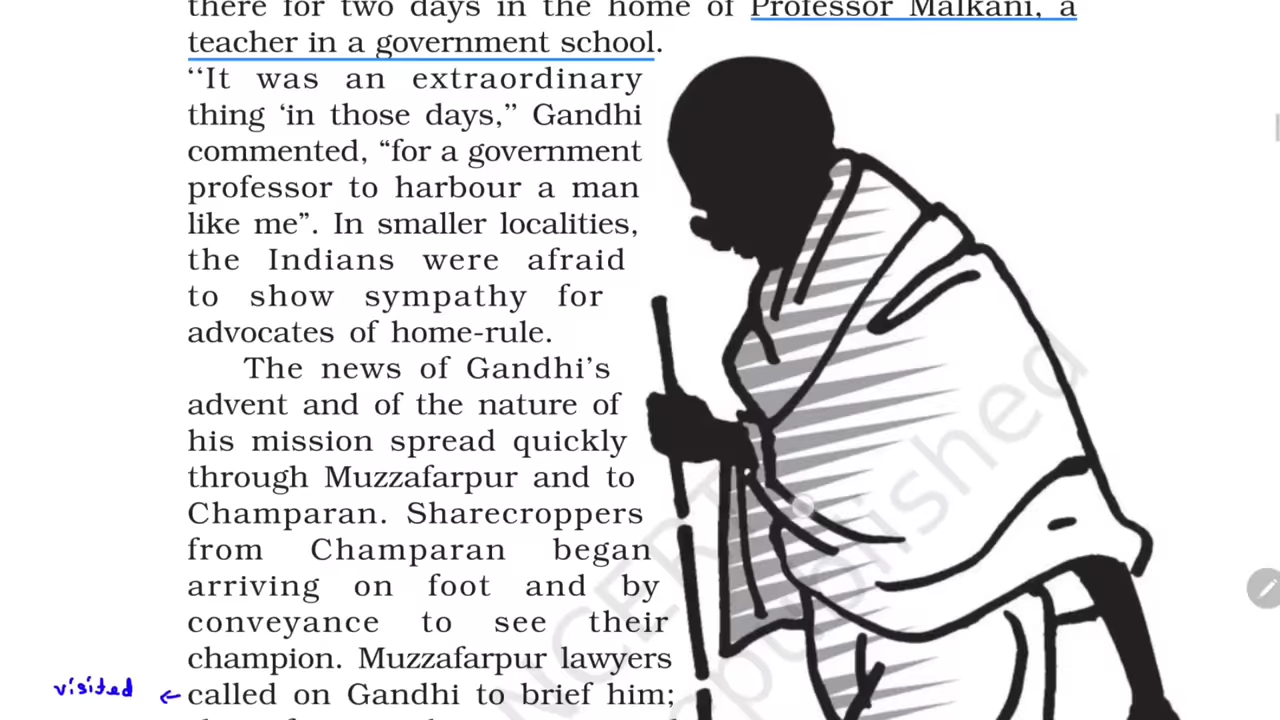 there for two days in the home of Professor Malkani, a
teacher in a government school.
‘‘It was an extraordinary
thing ‘in those days,’’ Gandhi
commented, “for a government
professor to harbour a man
like me”. In smaller localities,
the Indians were afraid
to show sympathy for
advocates of home-rule.
The news of Gandhi’s
advent and of the nature of
his mission spread quickly
through Muzzafarpur and to
Champaran. Sharecroppers
from Champaran began
arriving on foot and by
conveyance to see their
champion. Muzzafarpur lawyers
visited ← called on Gandhi to brief him;
NCERT
republished